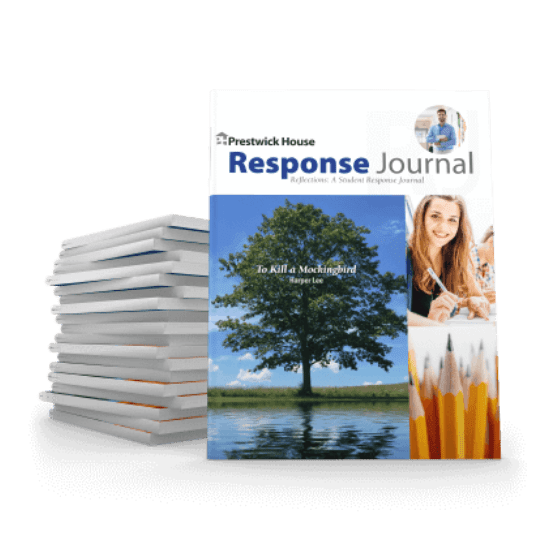 Prestwick House
Response Journal
Reflections: A Student Response Journal
To Kill a Mockingbird
Harper Lee